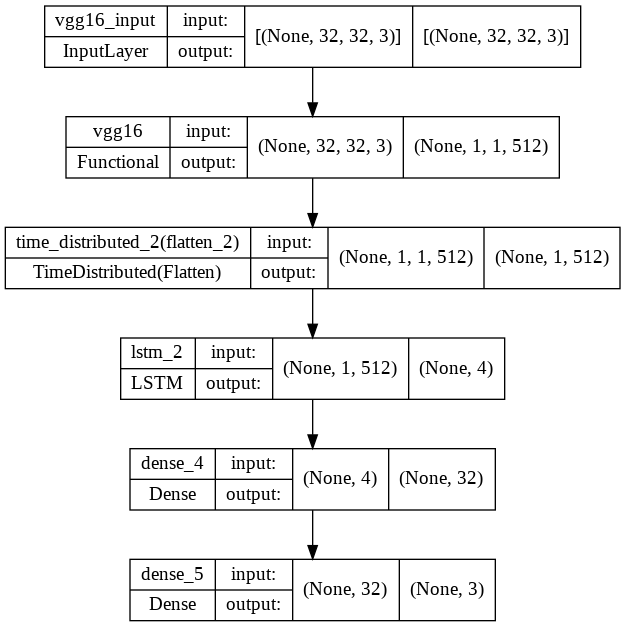 vgg16_input input: [(None, 32, 32, 3)] [(None, 32, 32, 3)]
InputLayer output:
vgg16 input: (None, 32, 32, 3) (None, 1, 1, 512)
Functional output:
time_distributed_2(flatten_2) input: (None, 1, 1, 512) (None, 1, 512)
TimeDistributed(Flatten) output:
lstm_2 input: (None, 1, 512) (None, 4)
LSTM output:
dense_4 input: (None, 4) (None, 32)
Dense output:
dense_5 input: (None, 32) (None, 3)
Dense output: